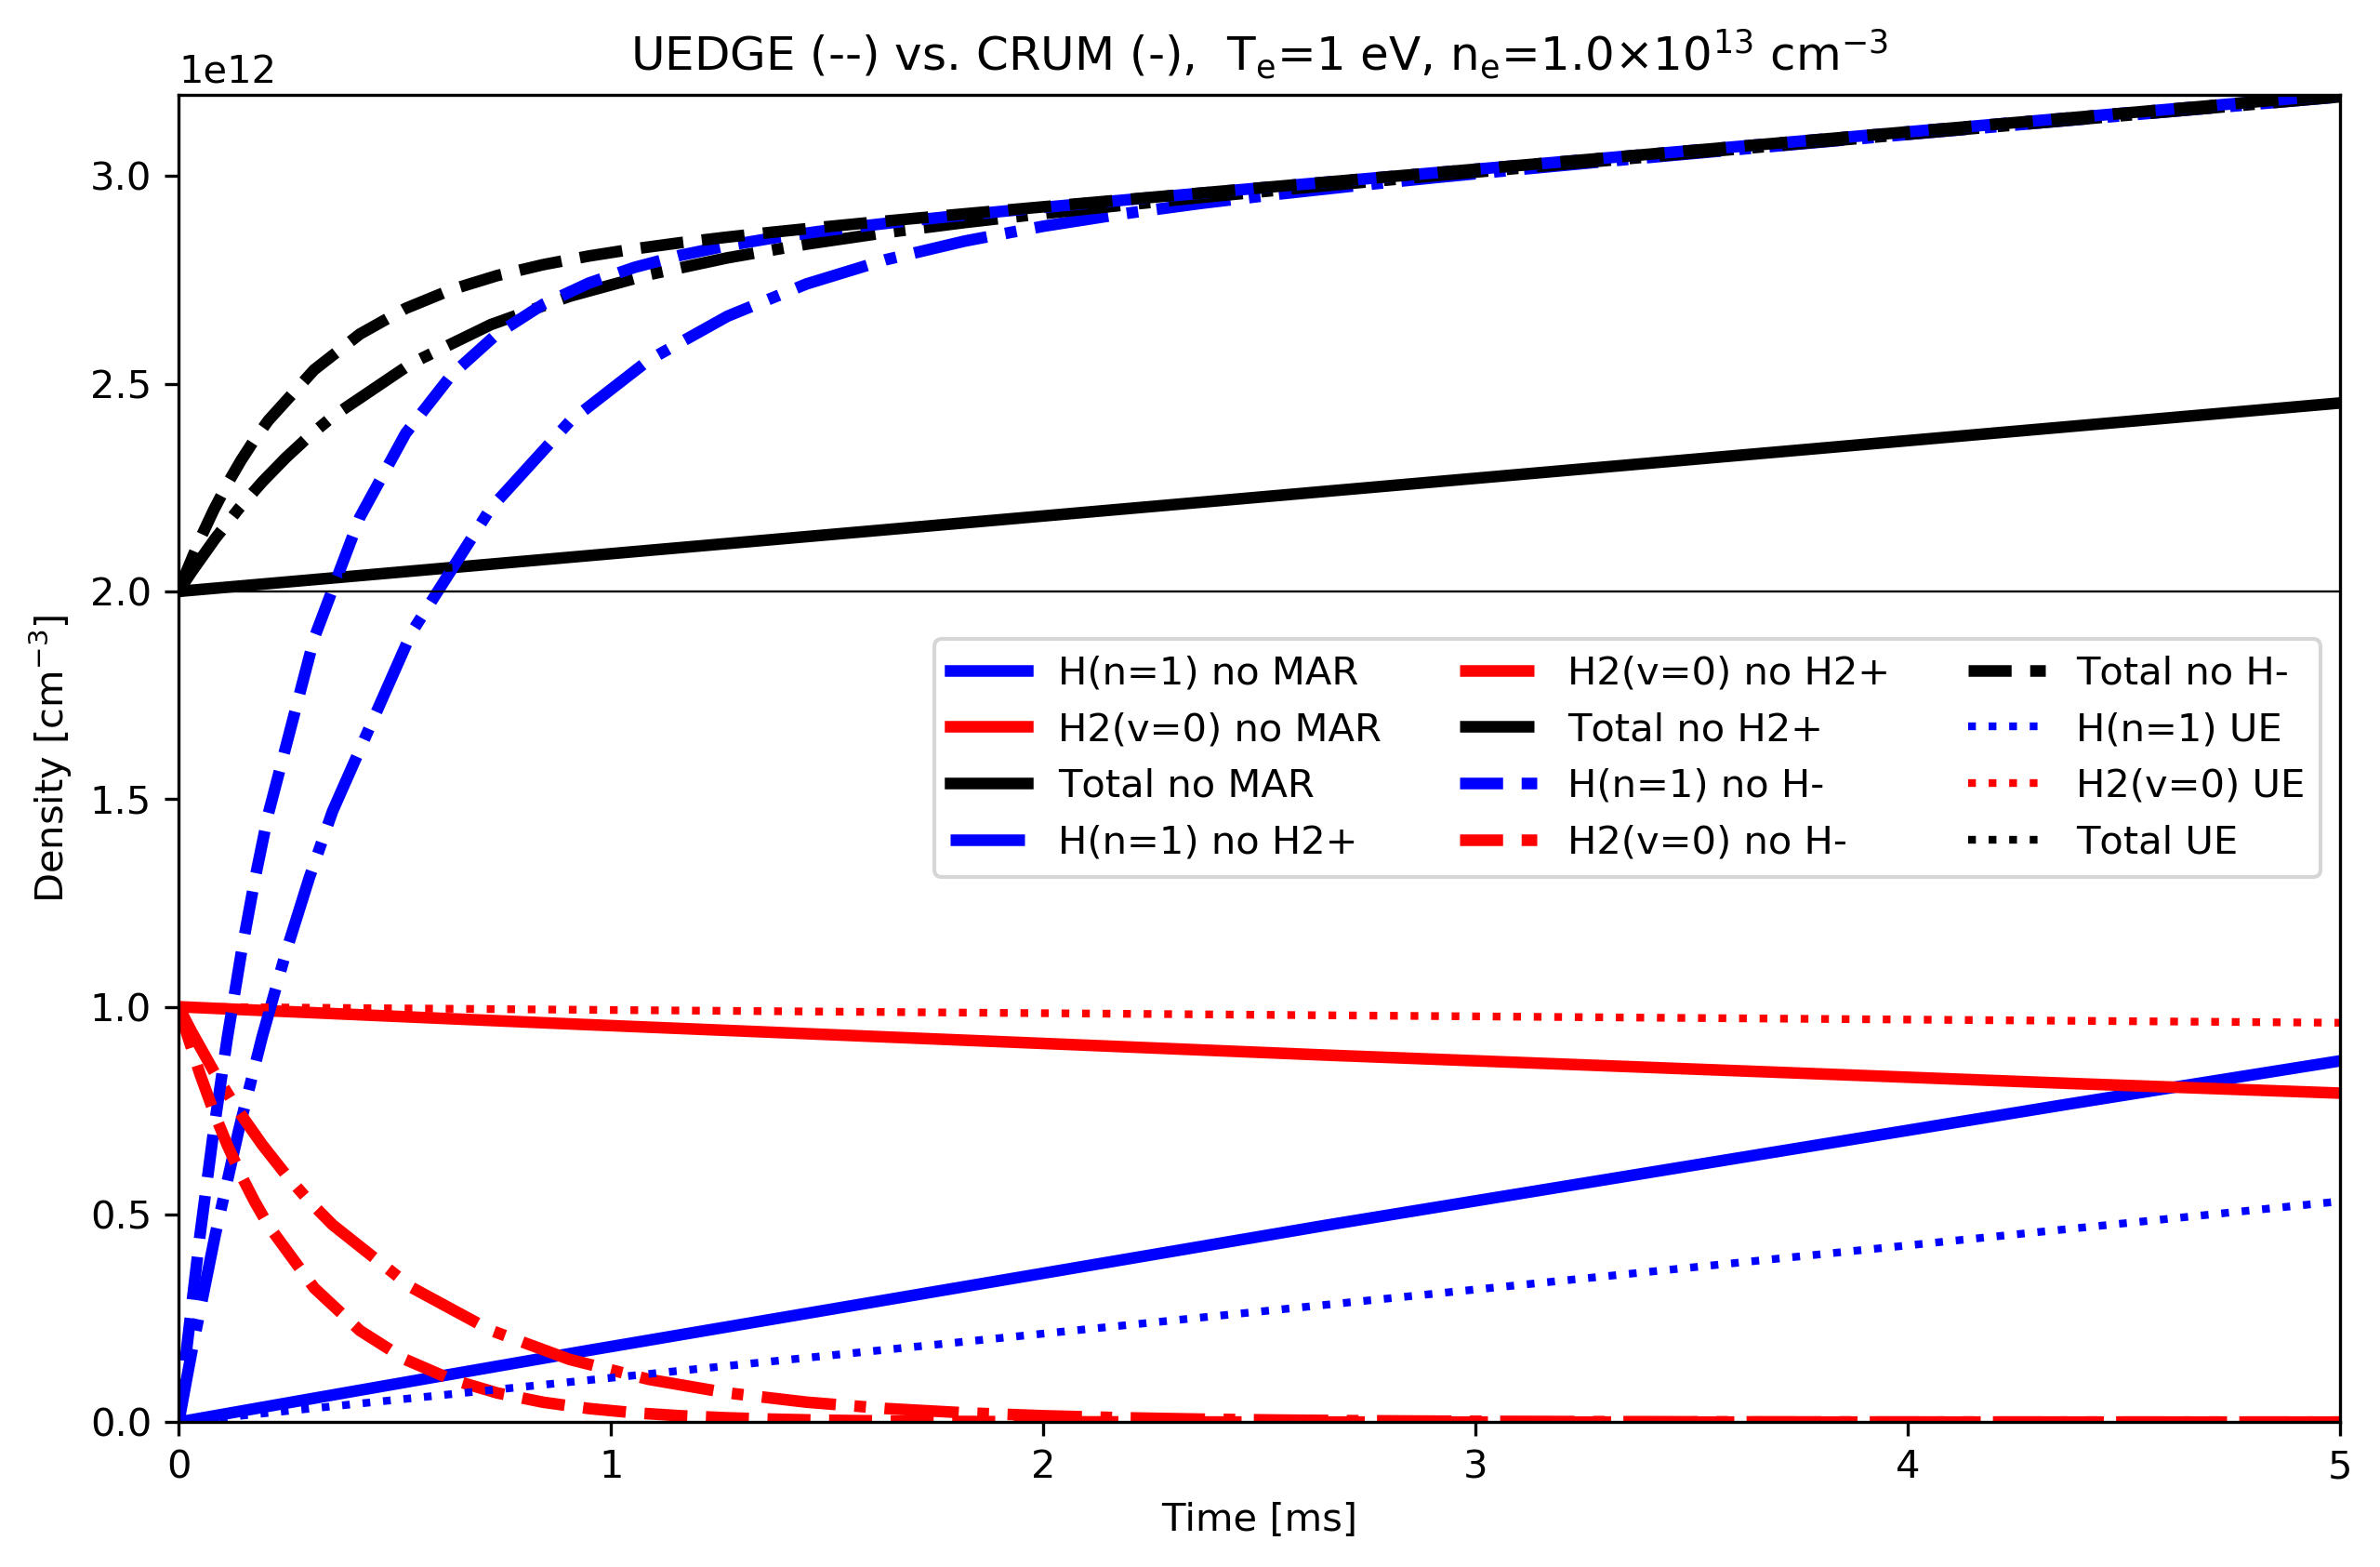 UEDGE (--) vs. CRUM (-),  Tₑ=1 eV, nₑ=1.0×10¹³ cm⁻³
1e12
3.0
2.5
2.0
1.5
1.0
0.5
0.0
Density [cm⁻³]
H(n=1) no MAR
H2(v=0) no MAR
Total no MAR
H(n=1) no H2+
H2(v=0) no H2+
Total no H2+
H(n=1) no H-
H2(v=0) no H-
Total no H-
H(n=1) UE
H2(v=0) UE
Total UE
0 1 2 3 4 5
Time [ms]